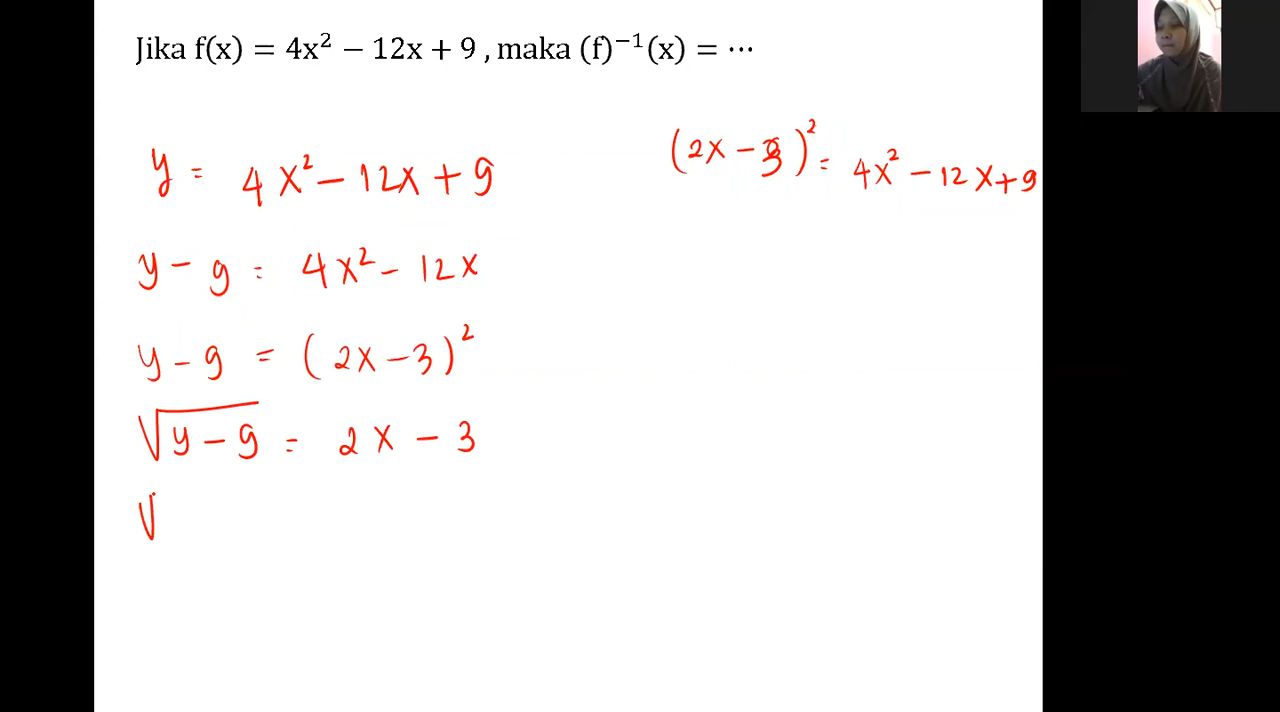 Jika f(x) = 4x² − 12x + 9 , maka (f)⁻¹(x) = ⋯
y = 4x² − 12x + 9
(2x − 3)² = 4x² − 12x + 9
y − 9 = 4x² − 12x
y − 9 = (2x − 3)²
√(y − 9) = 2x − 3
√